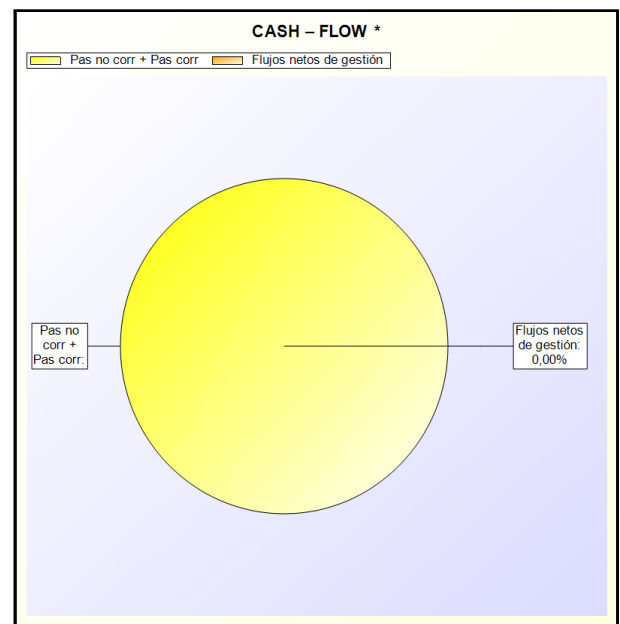 CASH – FLOW *
Pas no corr + Pas corr Flujos netos de gestión
Pas no
corr +
Pas corr:
Flujos netos
de gestión:
0,00%